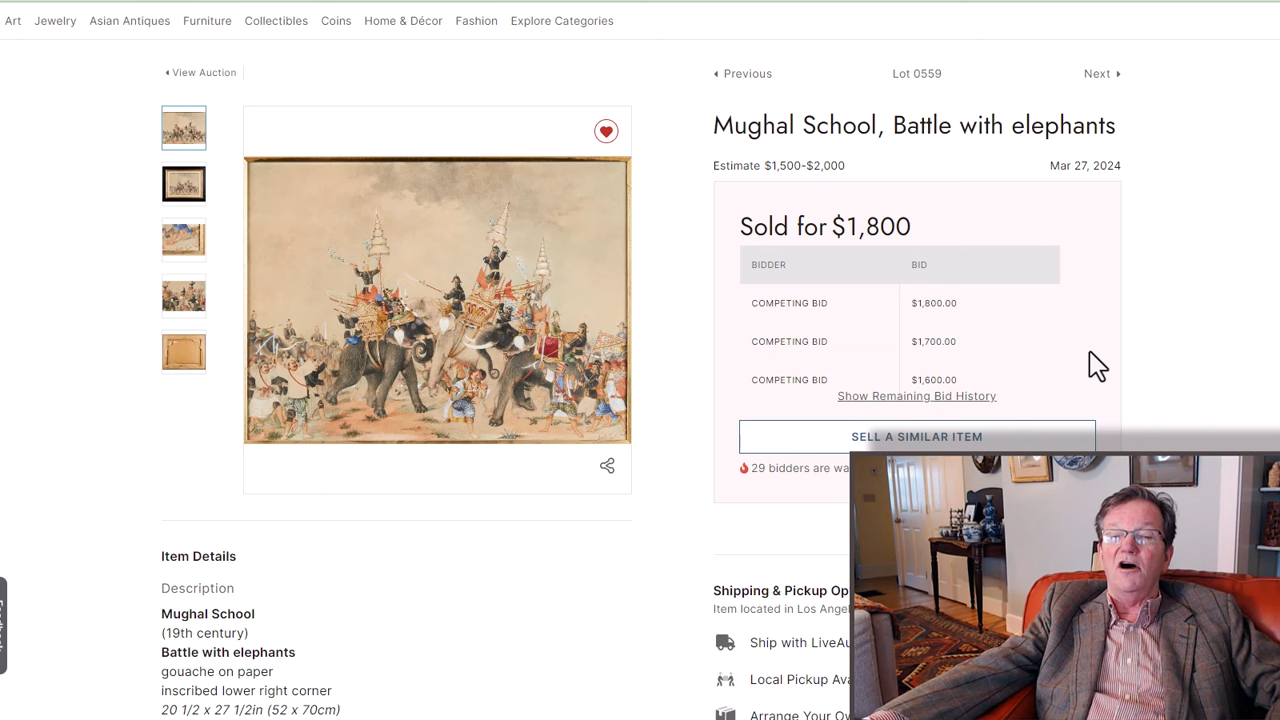 Art Jewelry Asian Antiques Furniture Collectibles Coins Home & Décor Fashion Explore Categories
View Auction
Previous Lot 0559 Next
Mughal School, Battle with elephants
Estimate $1,500-$2,000 Mar 27, 2024
Sold for $1,800
BIDDER BID
COMPETING BID $1,800.00
COMPETING BID $1,700.00
COMPETING BID $1,600.00
Show Remaining Bid History
SELL A SIMILAR ITEM
29 bidders are wa
Item Details
Description
Mughal School
(19th century)
Battle with elephants
gouache on paper
inscribed lower right corner
20 1/2 x 27 1/2in (52 x 70cm)
Shipping & Pickup Op
Item located in Los Angel
Ship with LiveAu
Local Pickup Ava
Arrange Your Ow